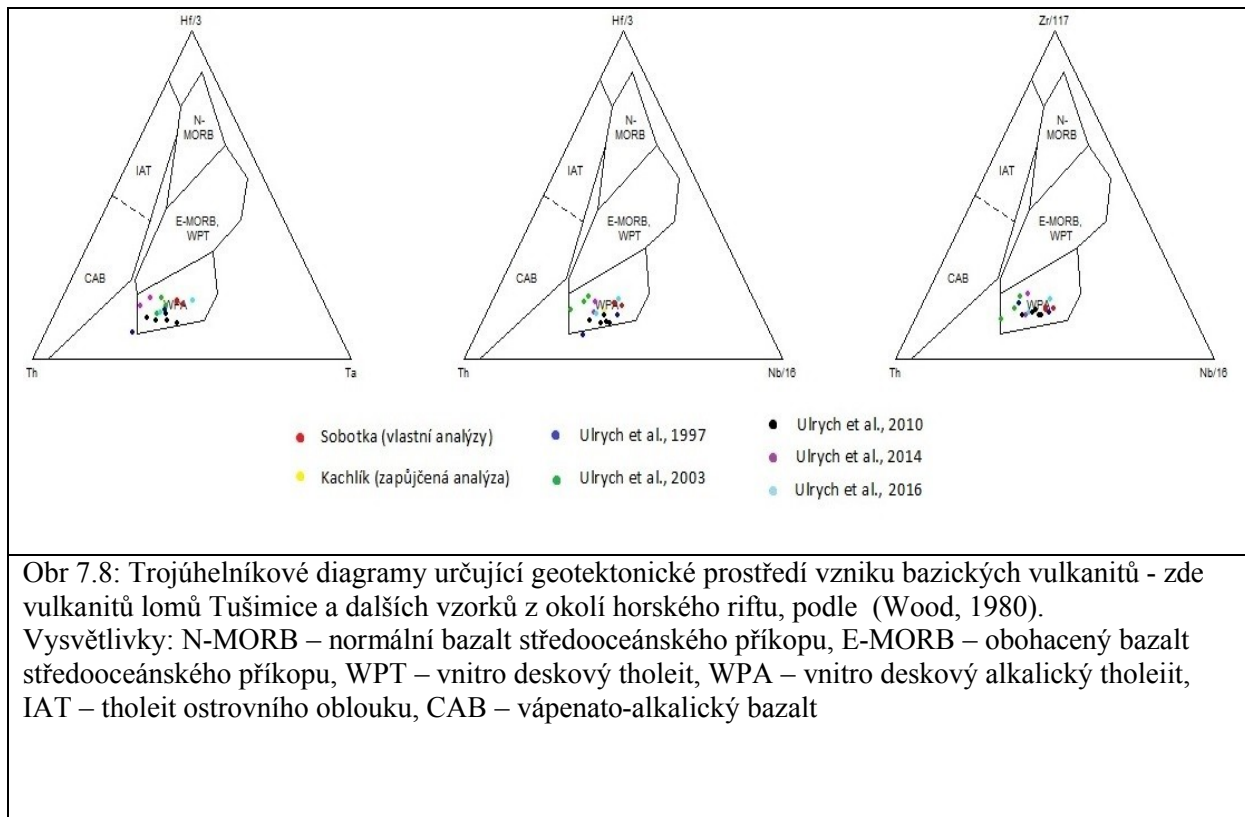 Hf/3
N-
MORB
IAT
E-MORB,
WPT
CAB
WPA
Th
Ta
Hf/3
N-
MORB
IAT
E-MORB,
WPT
CAB
WPA
Th
Nb/16
Zr/117
N-
MORB
IAT
E-MORB,
WPT
CAB
WPA
Th
Nb/16
Sobotka (vlastní analýzy)
Kachlík (zapůjčená analýza)
Ulrych et al., 1997
Ulrych et al., 2003
Ulrych et al., 2010
Ulrych et al., 2014
Ulrych et al., 2016
Obr 7.8: Trojúhelníkové diagramy určující geotektonické prostředí vzniku bazických vulkanitů - zde
vulkanitů lomů Tušimice a dalších vzorků z okolí horského riftu, podle (Wood, 1980).
Vysvětlivky: N-MORB – normální bazalt středooceánského příkopu, E-MORB – obohacený bazalt
středooceánského příkopu, WPT – vnitro deskový tholeit, WPA – vnitro deskový alkalický tholeiit,
IAT – tholeit ostrovního oblouku, CAB – vápenato-alkalický bazalt